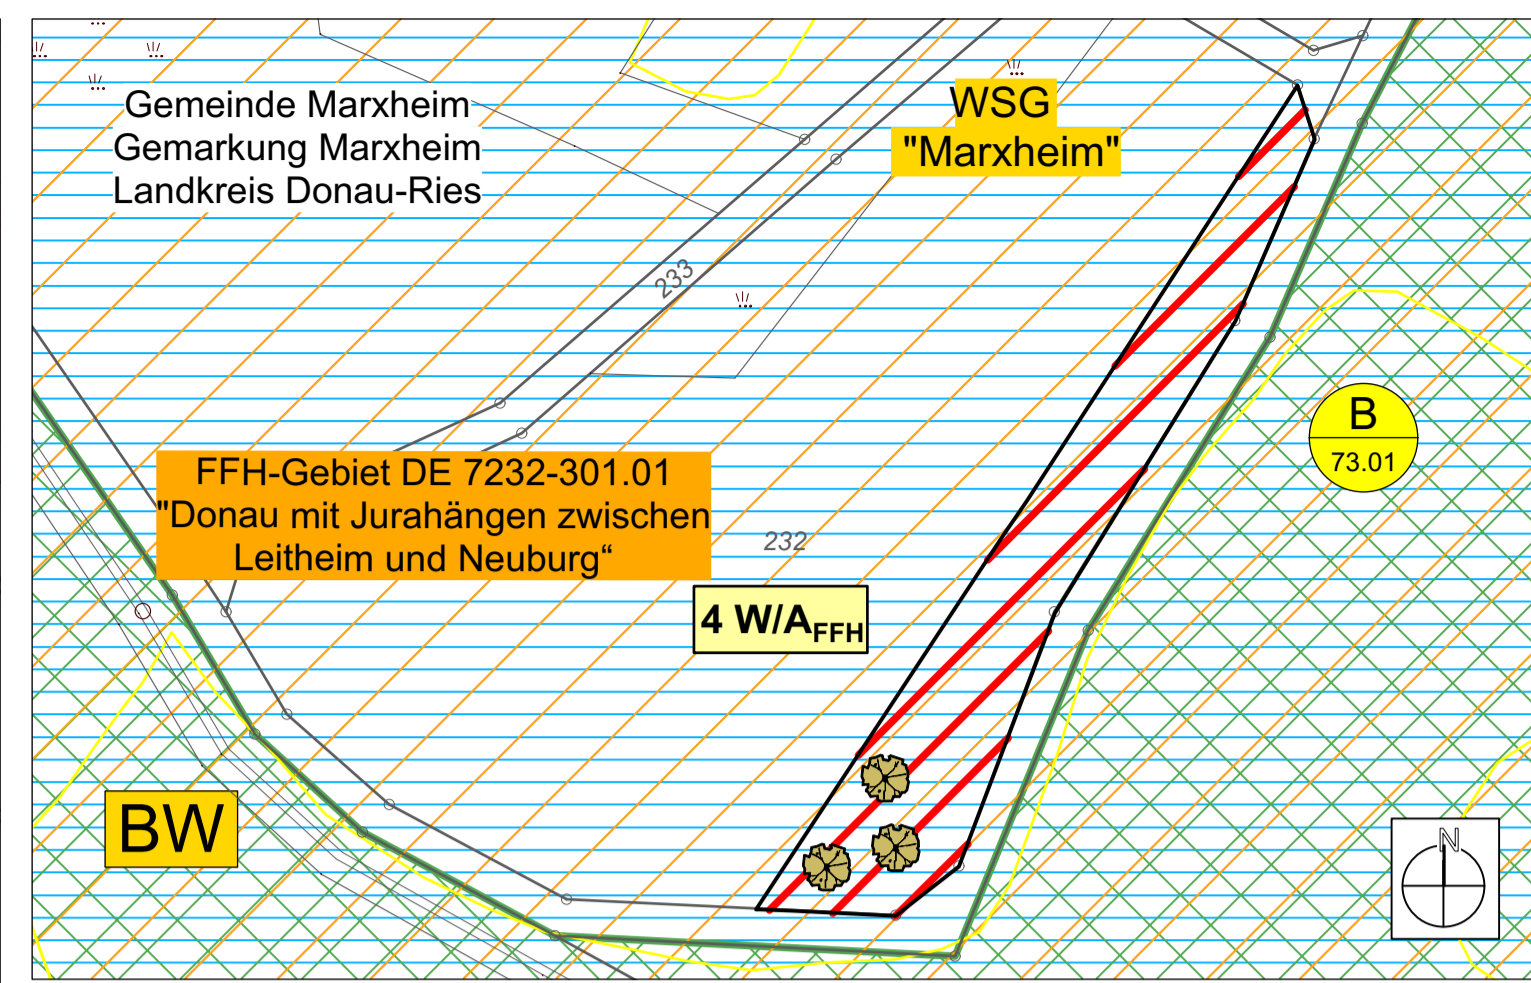 Gemeinde Marxheim
Gemarkung Marxheim
Landkreis Donau-Ries
WSG
"Marxheim"
233
B
73.01
FFH-Gebiet DE 7232-301.01
"Donau mit Jurahängen zwischen
Leitheim und Neuburg“
232
4 W/AFFH
BW
N